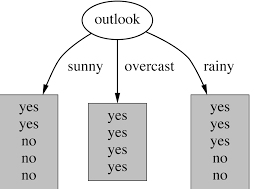 outlook
sunny
overcast
rainy
yes
yes
no
no
no
yes
yes
yes
yes
yes
yes
yes
no
no